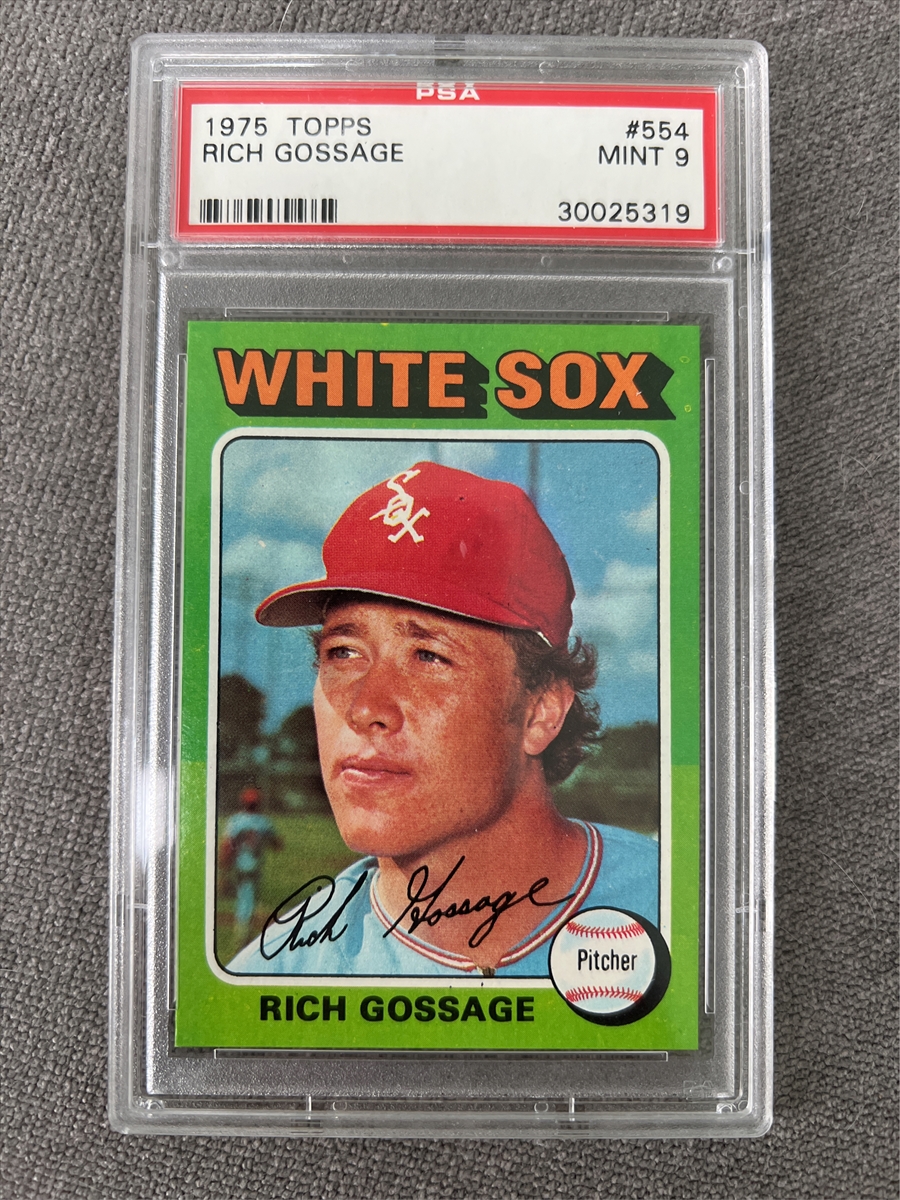 PSA
1975 TOPPS #554
RICH GOSSAGE MINT 9
30025319
WHITE SOX
SOX
Rich Gossage
Pitcher
RICH GOSSAGE